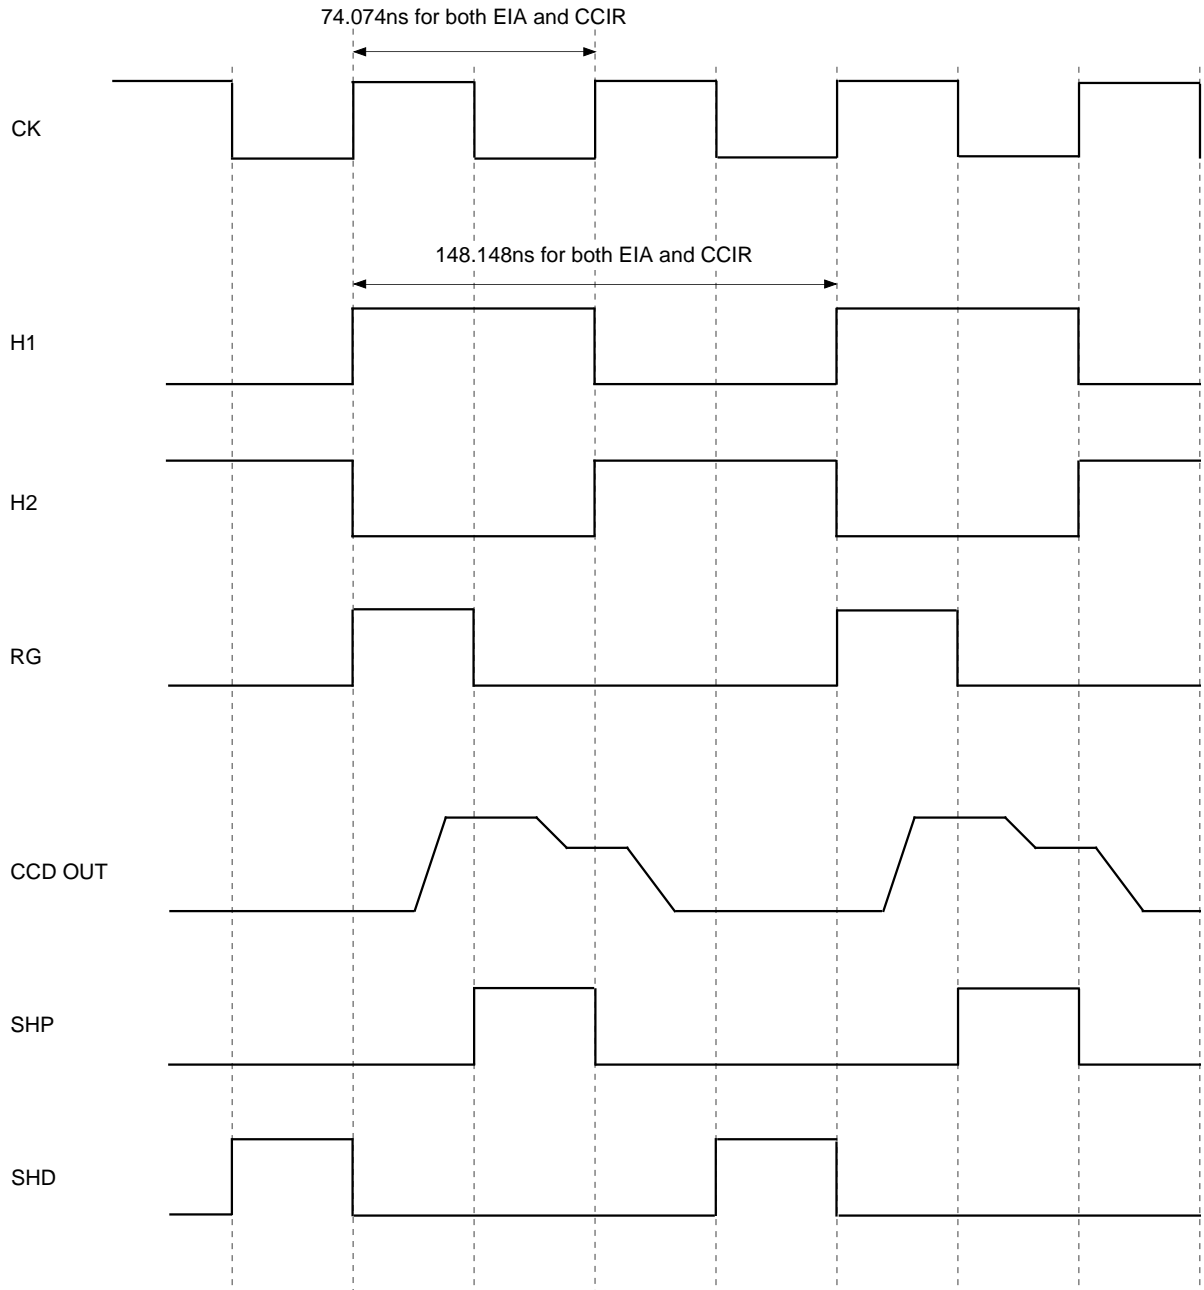 74.074ns for both EIA and CCIR
CK
148.148ns for both EIA and CCIR
H1
H2
RG
CCD OUT
SHP
SHD